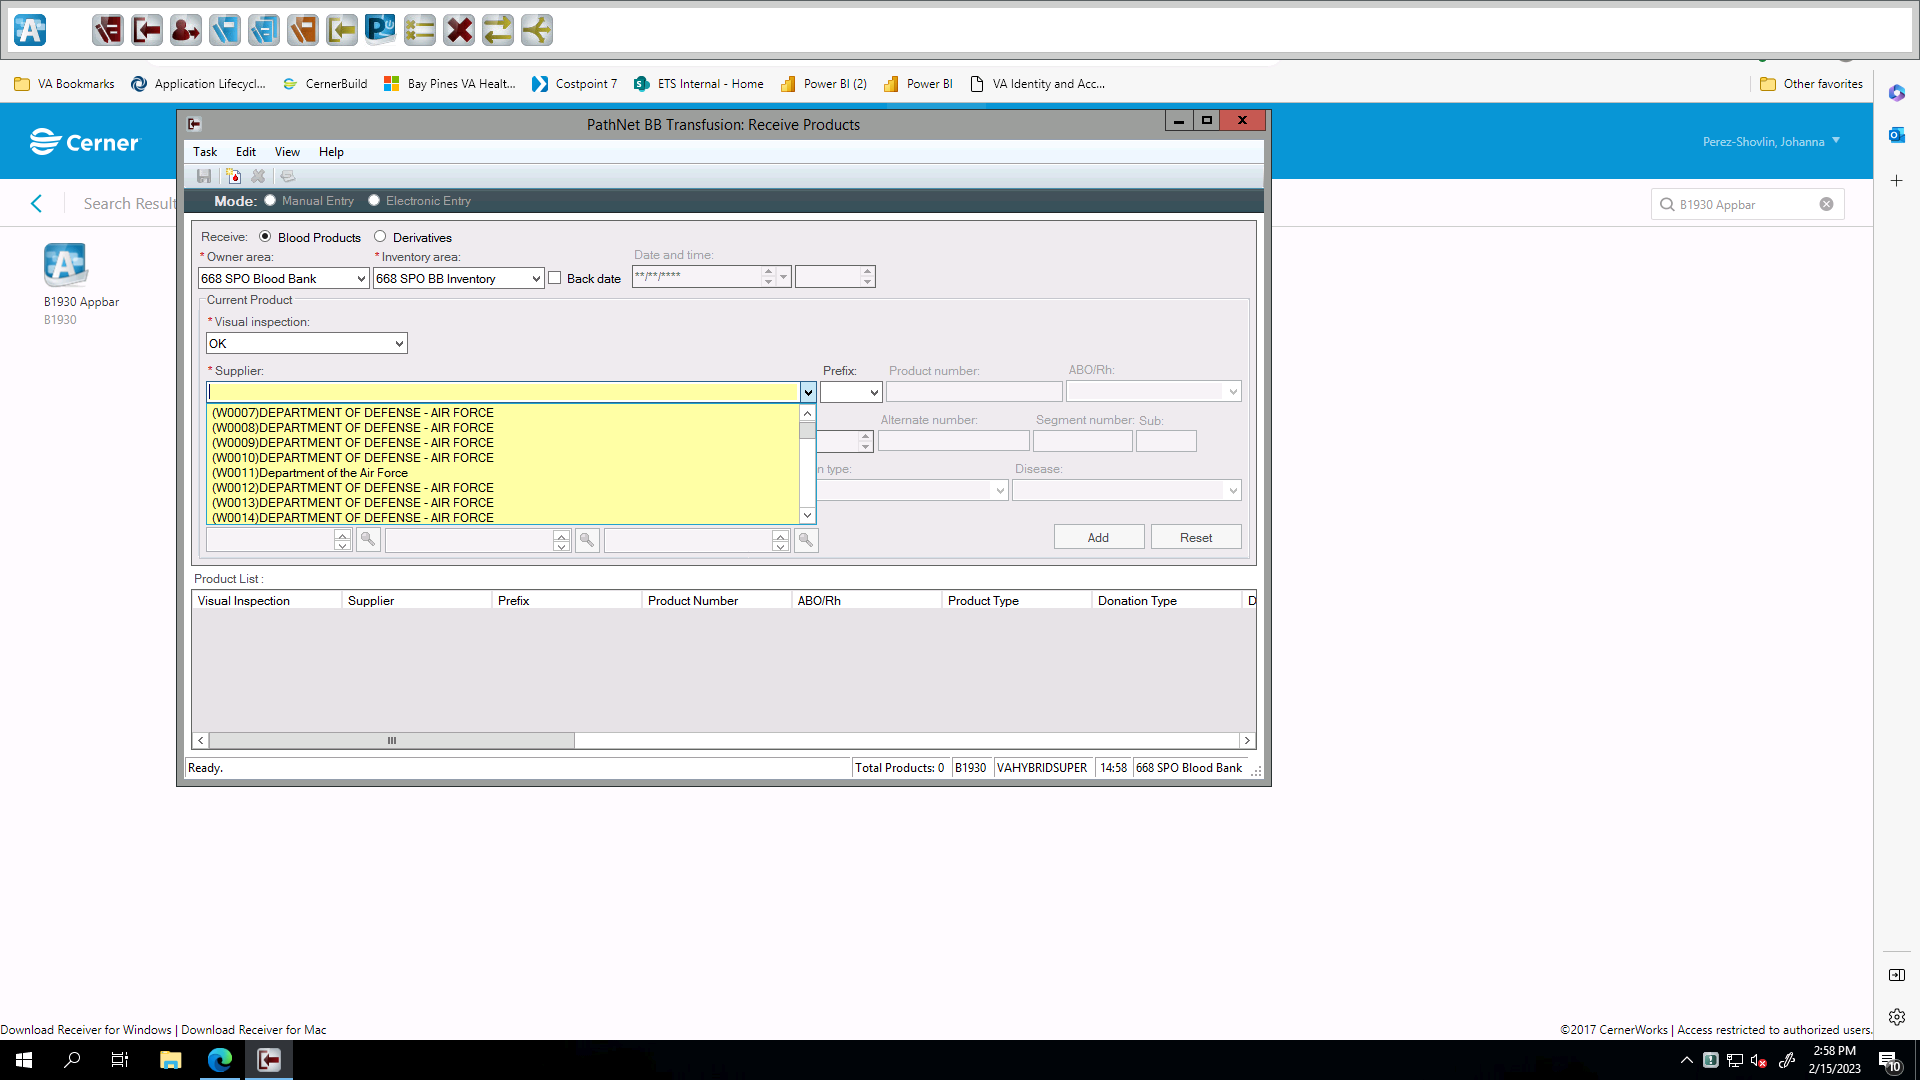 VA Bookmarks
Application Lifecycl...
CernerBuild
Bay Pines VA Healt...
Costpoint 7
ETS Internal - Home
Power BI (2)
Power BI
VA Identity and Acc...
Other favorites
Cerner
Perez-Shovlin, Johanna
Search Result
B1930 Appbar
B1930 Appbar
B1930
PathNet BB Transfusion: Receive Products
Task Edit View Help
Mode: Manual Entry Electronic Entry
Receive: Blood Products Derivatives
*Owner area: *Inventory area: Date and time:
668 SPO Blood Bank 668 SPO BB Inventory Back date **/**/****
Current Product
*Visual inspection:
OK
*Supplier: Prefix: Product number: ABO/Rh:
(W0007)DEPARTMENT OF DEFENSE - AIR FORCE
(W0008)DEPARTMENT OF DEFENSE - AIR FORCE
(W0009)DEPARTMENT OF DEFENSE - AIR FORCE
(W0010)DEPARTMENT OF DEFENSE - AIR FORCE
(W0011)Department of the Air Force
(W0012)DEPARTMENT OF DEFENSE - AIR FORCE
(W0013)DEPARTMENT OF DEFENSE - AIR FORCE
(W0014)DEPARTMENT OF DEFENSE - AIR FORCE
Alternate number: Segment number: Sub:
n type: Disease:
Add Reset
Product List :
Visual Inspection Supplier Prefix Product Number ABO/Rh Product Type Donation Type D
Ready. Total Products: 0 B1930 VAHYBRIDSUPER 14:58 668 SPO Blood Bank
Download Receiver for Windows | Download Receiver for Mac
©2017 CernerWorks | Access restricted to authorized users.
2:58 PM
2/15/2023
10